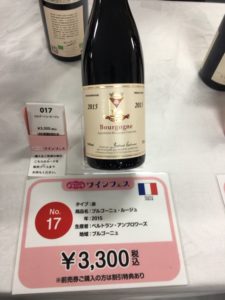 017
¥3,300
2015 2015
Bourgogne
ワインフェス
No.
17
タイプ：赤
商品名：ブルゴーニュ・ルージュ
年：2015
生産者：ベルトラン・アンブロワーズ
地域：ブルゴーニュ
¥3,300税込
※前売券ご購入の方は割引特典あり